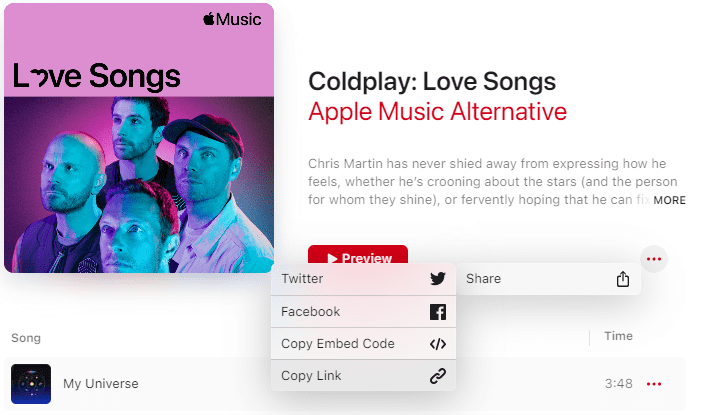 Music
Love Songs
Coldplay: Love Songs
Apple Music Alternative
Chris Martin has never shied away from expressing how he
feels, whether he's crooning about the stars (and the person
for whom they shine), or fervently hoping that he can fix MORE
Preview
Twitter
Share
Facebook
Copy Embed Code
Copy Link
Song
Time
My Universe
3:48